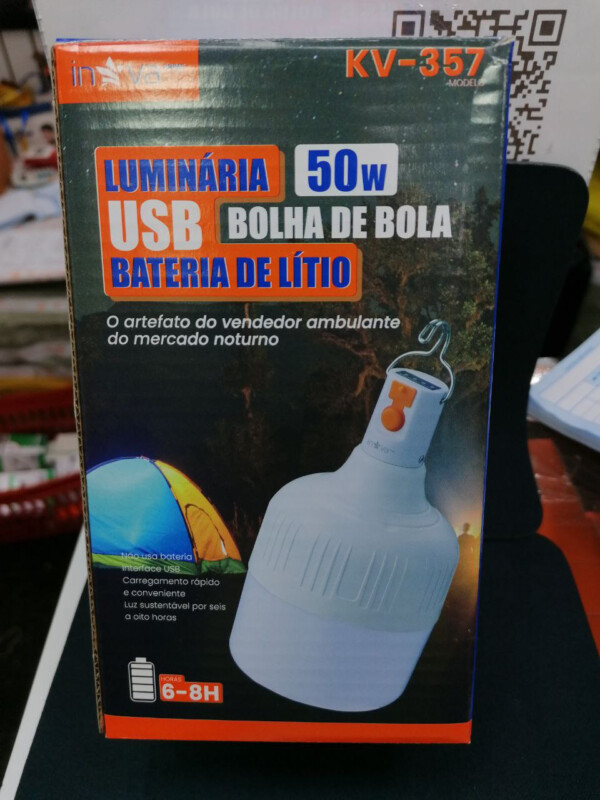 KV-357
MODELO
LUMINÁRIA
50W
USB
BOLHA DE BOLA
BATERIA DE LÍTIO
O artefato do vendedor ambulante
do mercado noturno
Não usa bateria
Interface USB
Carregamento rápido
e conveniente
Luz sustentável por seis
a oito horas
HORAS
6-8H